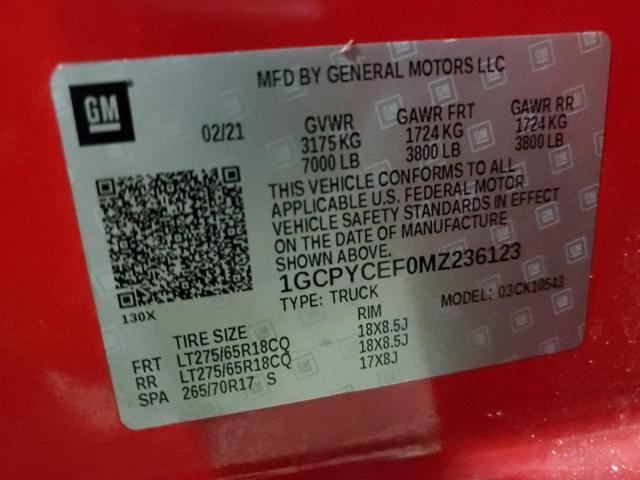 MFD BY GENERAL MOTORS LLC
GM
02/21
GVWR GAWR FRT GAWR RR
3175 KG 1724 KG 1724 KG
7000 LB 3800 LB 3800 LB
THIS VEHICLE CONFORMS TO ALL
APPLICABLE U.S. FEDERAL MOTOR
VEHICLE SAFETY STANDARDS IN EFFECT
ON THE DATE OF MANUFACTURE
SHOWN ABOVE.
1GCPYCEF0MZ236123
TYPE: TRUCK MODEL: 03CK10543
130X
TIRE SIZE RIM
FRT LT275/65R18CQ 18X8.5J
RR LT275/65R18CQ 18X8.5J
SPA 265/70R17 S 17X8J